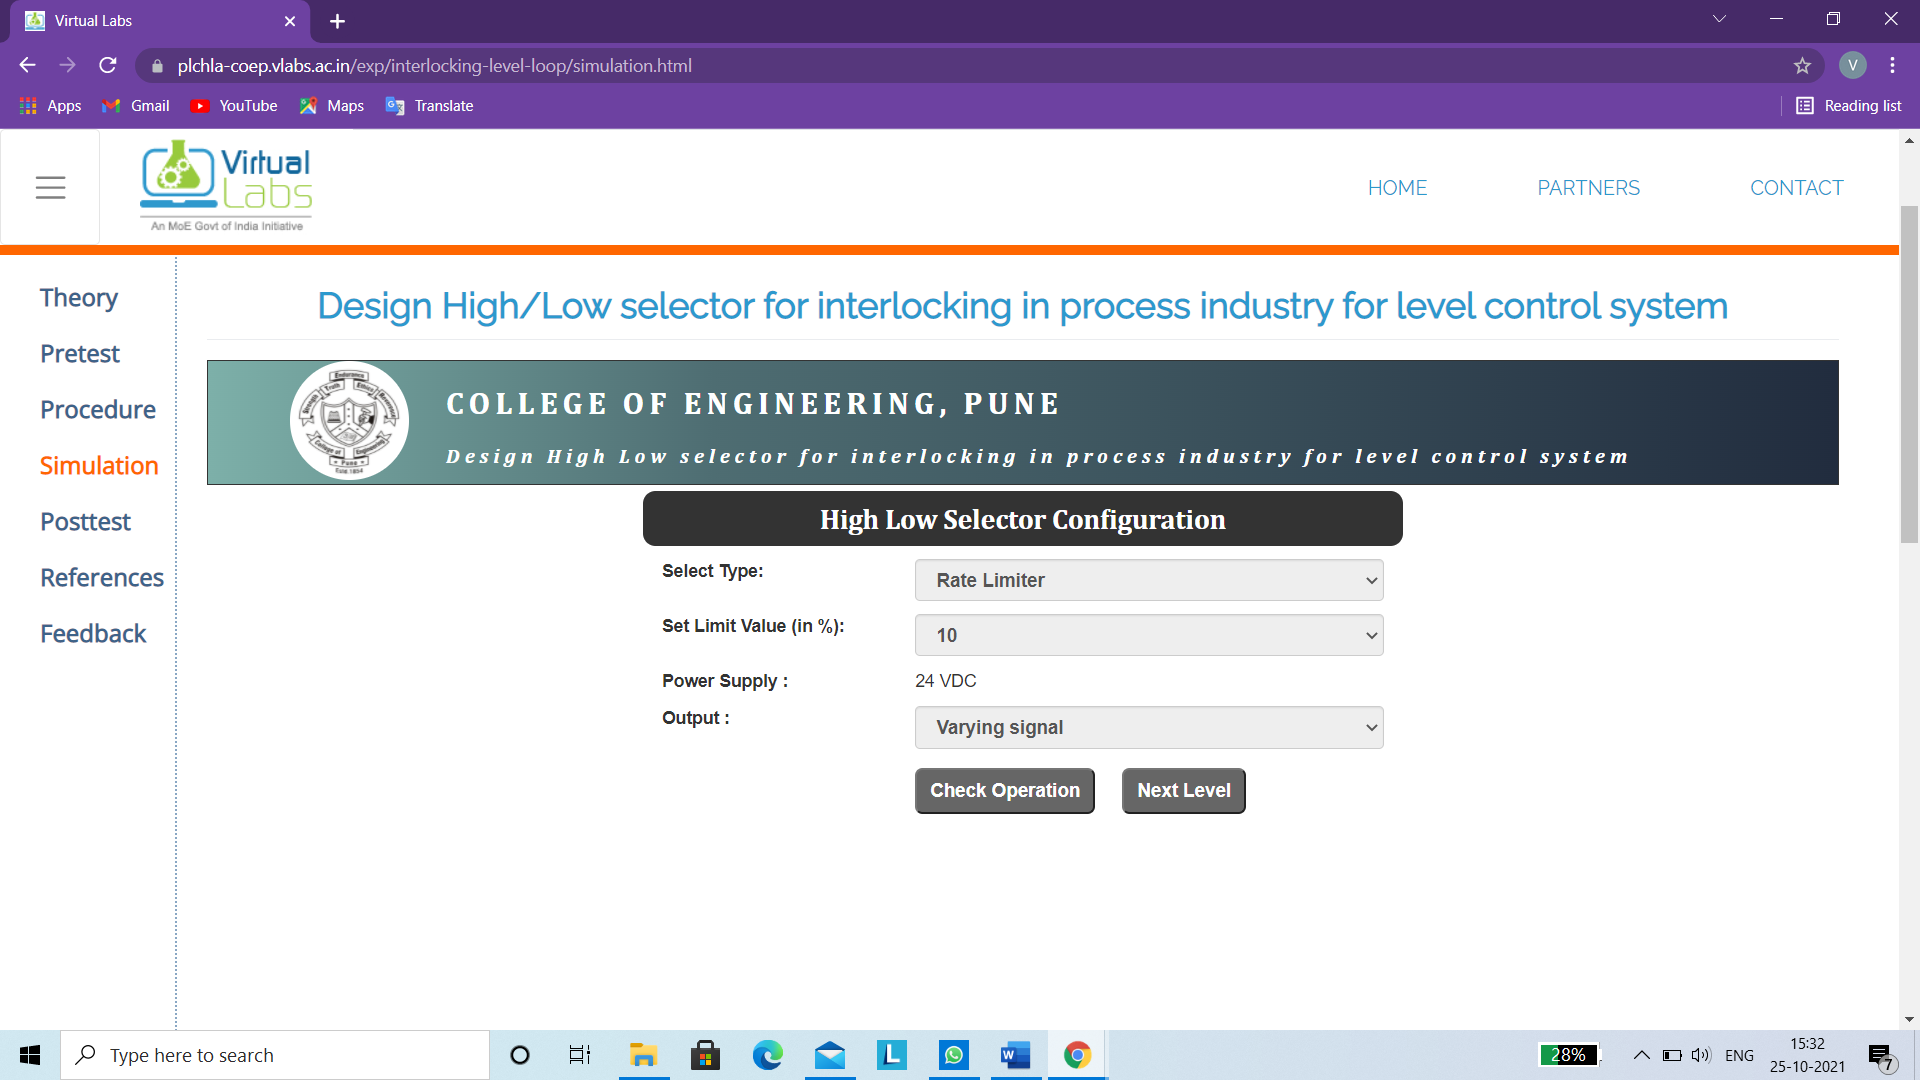 Virtual Labs
plchla-coep.vlabs.ac.in/exp/interlocking-level-loop/simulation.html
V
Apps
Gmail
YouTube
Maps
Translate
Reading list
Virtual
Labs
An MoE Govt of India Initiative
HOME
PARTNERS
CONTACT
Theory
Pretest
Procedure
Simulation
Posttest
References
Feedback
Design High/Low selector for interlocking in process industry for level control system
COLLEGE OF ENGINEERING, PUNE
Design High Low selector for interlocking in process industry for level control system
High Low Selector Configuration
Select Type:
Rate Limiter
Set Limit Value (in %):
10
Power Supply :
24 VDC
Output :
Varying signal
Check Operation
Next Level
Type here to search
28%
ENG
15:32
25-10-2021
7